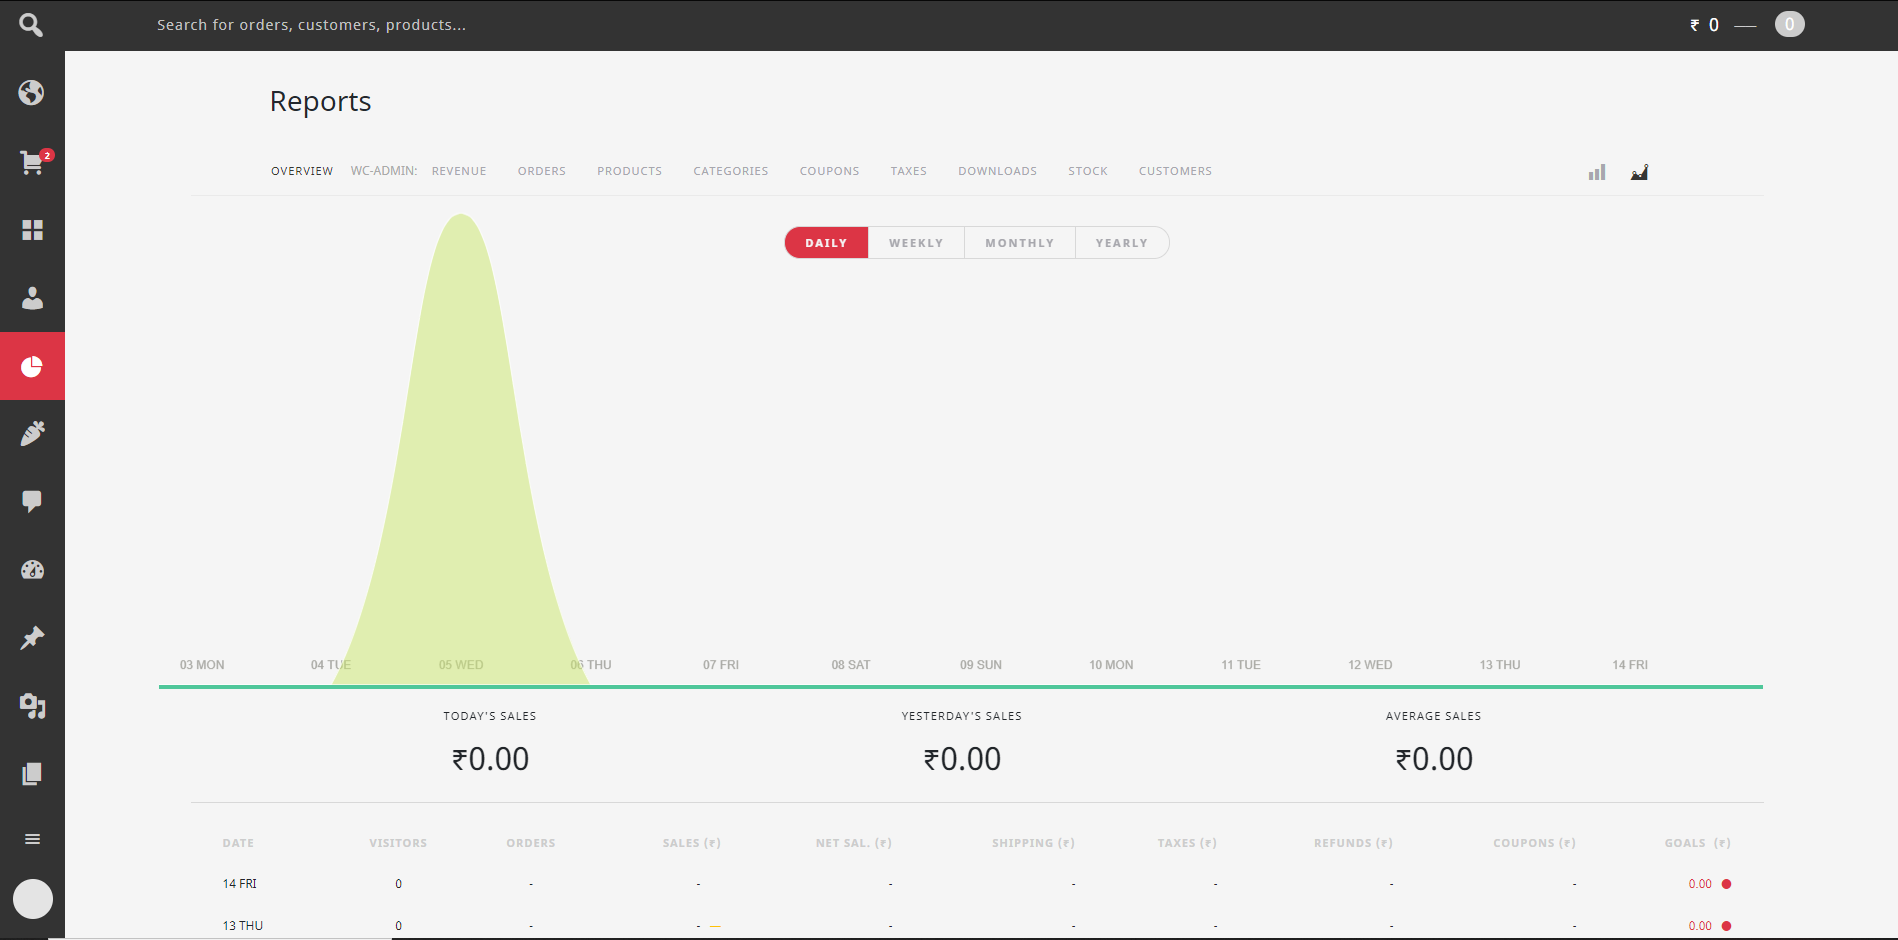 Search for orders, customers, products...
₹ 0
0
2
Reports
OVERVIEW WC-ADMIN: REVENUE ORDERS PRODUCTS CATEGORIES COUPONS TAXES DOWNLOADS STOCK CUSTOMERS
DAILY WEEKLY MONTHLY YEARLY
03 MON 04 TUE 05 WED 06 THU 07 FRI 08 SAT 09 SUN 10 MON 11 TUE 12 WED 13 THU 14 FRI
TODAY'S SALES YESTERDAY'S SALES AVERAGE SALES
₹0.00 ₹0.00 ₹0.00
DATE VISITORS ORDERS SALES (₹) NET SAL. (₹) SHIPPING (₹) TAXES (₹) REFUNDS (₹) COUPONS (₹) GOALS (₹)
14 FRI 0 - - - - - - - 0.00
13 THU 0 - - - - - - - 0.00